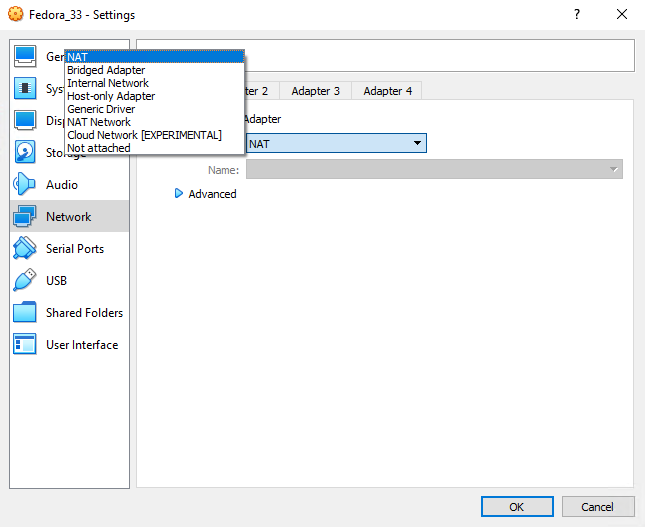 Fedora_33 - Settings
?
Gen
NAT
Bridged Adapter
Internal Network
Host-only Adapter
Generic Driver
NAT Network
Cloud Network [EXPERIMENTAL]
Not attached
Sys
Disp
Storage
Audio
Network
Serial Ports
USB
Shared Folders
User Interface
ter 2
Adapter 3
Adapter 4
Adapter
NAT
Name:
Advanced
OK
Cancel